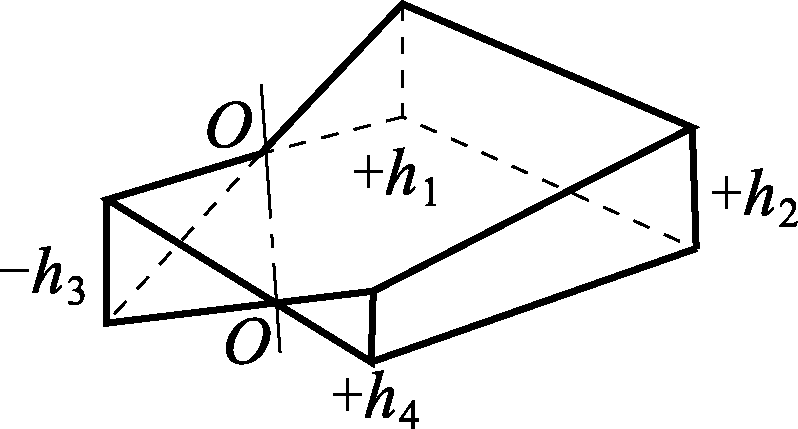 O
+h₁
+h₂
−h₃
O
+h₄